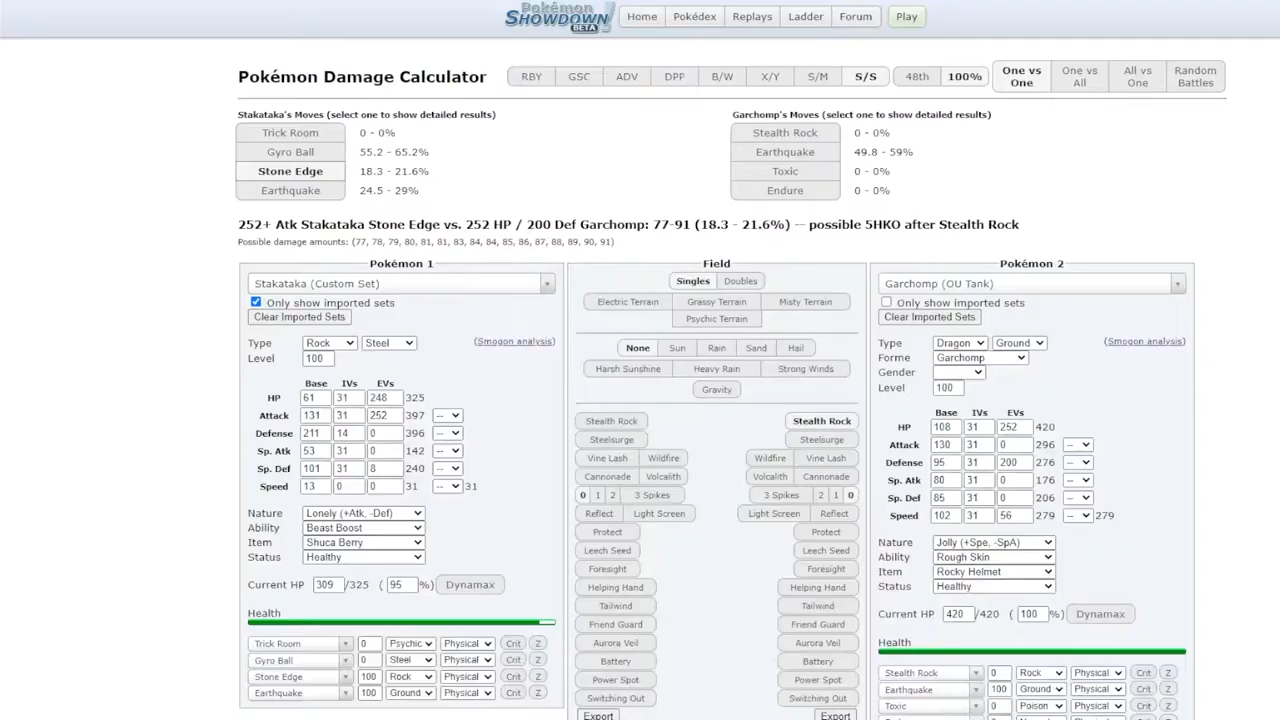 Pokémon SHOWDOWN! BETA Home Pokédex Replays Ladder Forum Play
Pokémon Damage Calculator RBY GSC ADV DPP B/W X/Y S/M S/S 48th 100% One vs One One vs All All vs One Random Battles
Stakataka's Moves (select one to show detailed results) Garchomp's Moves (select one to show detailed results)
Trick Room 0 - 0% Stealth Rock 0 - 0%
Gyro Ball 55.2 - 65.2% Earthquake 49.8 - 59%
Stone Edge 18.3 - 21.6% Toxic 0 - 0%
Earthquake 24.5 - 29% Endure 0 - 0%
252+ Atk Stakataka Stone Edge vs. 252 HP / 200 Def Garchomp: 77-91 (18.3 - 21.6%) -- possible 5HKO after Stealth Rock
Possible damage amounts: (77, 78, 79, 80, 81, 81, 83, 84, 84, 85, 86, 87, 88, 89, 90, 91)
Pokémon 1
Stakataka (Custom Set)
Only show imported sets
Clear Imported Sets
Type Rock Steel (Smogon analysis)
Level 100
Base IVs EVs
HP 61 31 248 325
Attack 131 31 252 397 --
Defense 211 14 0 396 --
Sp. Atk 53 31 0 142 --
Sp. Def 101 31 8 240 --
Speed 13 0 0 31 -- 31
Nature Lonely (+Atk, -Def)
Ability Beast Boost
Item Shuca Berry
Status Healthy
Current HP 309 /325 ( 95 %) Dynamax
Health
Trick Room 0 Psychic Physical Crit Z
Gyro Ball 0 Steel Physical Crit Z
Stone Edge 100 Rock Physical Crit Z
Earthquake 100 Ground Physical Crit Z
Field
Singles Doubles
Electric Terrain Grassy Terrain Misty Terrain
Psychic Terrain
None Sun Rain Sand Hail
Harsh Sunshine Heavy Rain Strong Winds
Gravity
Stealth Rock Stealth Rock
Steelsurge Steelsurge
Vine Lash Wildfire Wildfire Vine Lash
Cannonade Volcalith Volcalith Cannonade
0 1 2 3 Spikes 3 Spikes 2 1 0
Reflect Light Screen Light Screen Reflect
Protect Protect
Leech Seed Leech Seed
Foresight Foresight
Helping Hand Helping Hand
Tailwind Tailwind
Friend Guard Friend Guard
Aurora Veil Aurora Veil
Battery Battery
Power Spot Power Spot
Switching Out Switching Out
Export Export
Pokémon 2
Garchomp (OU Tank)
Only show imported sets
Clear Imported Sets
Type Dragon Ground (Smogon analysis)
Forme Garchomp
Gender
Level 100
Base IVs EVs
HP 108 31 252 420
Attack 130 31 0 296 --
Defense 95 31 200 276 --
Sp. Atk 80 31 0 176 --
Sp. Def 85 31 0 206 --
Speed 102 31 56 279 -- 279
Nature Jolly (+Spe, -SpA)
Ability Rough Skin
Item Rocky Helmet
Status Healthy
Current HP 420 /420 ( 100 %) Dynamax
Health
Stealth Rock 0 Rock Physical Crit Z
Earthquake 100 Ground Physical Crit Z
Toxic 0 Poison Physical Crit Z